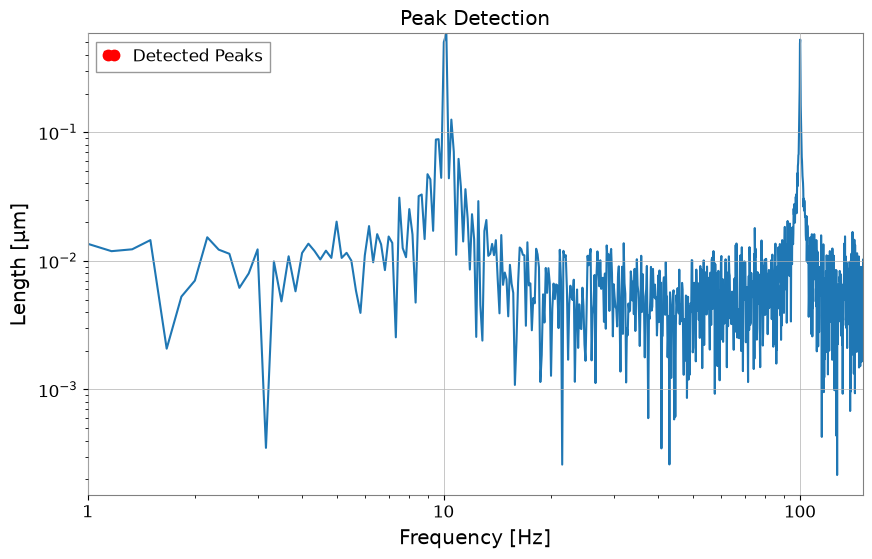 Peak Detection
Detected Peaks
10⁻¹
10⁻²
10⁻³
Length [µm]
1 10 100
Frequency [Hz]